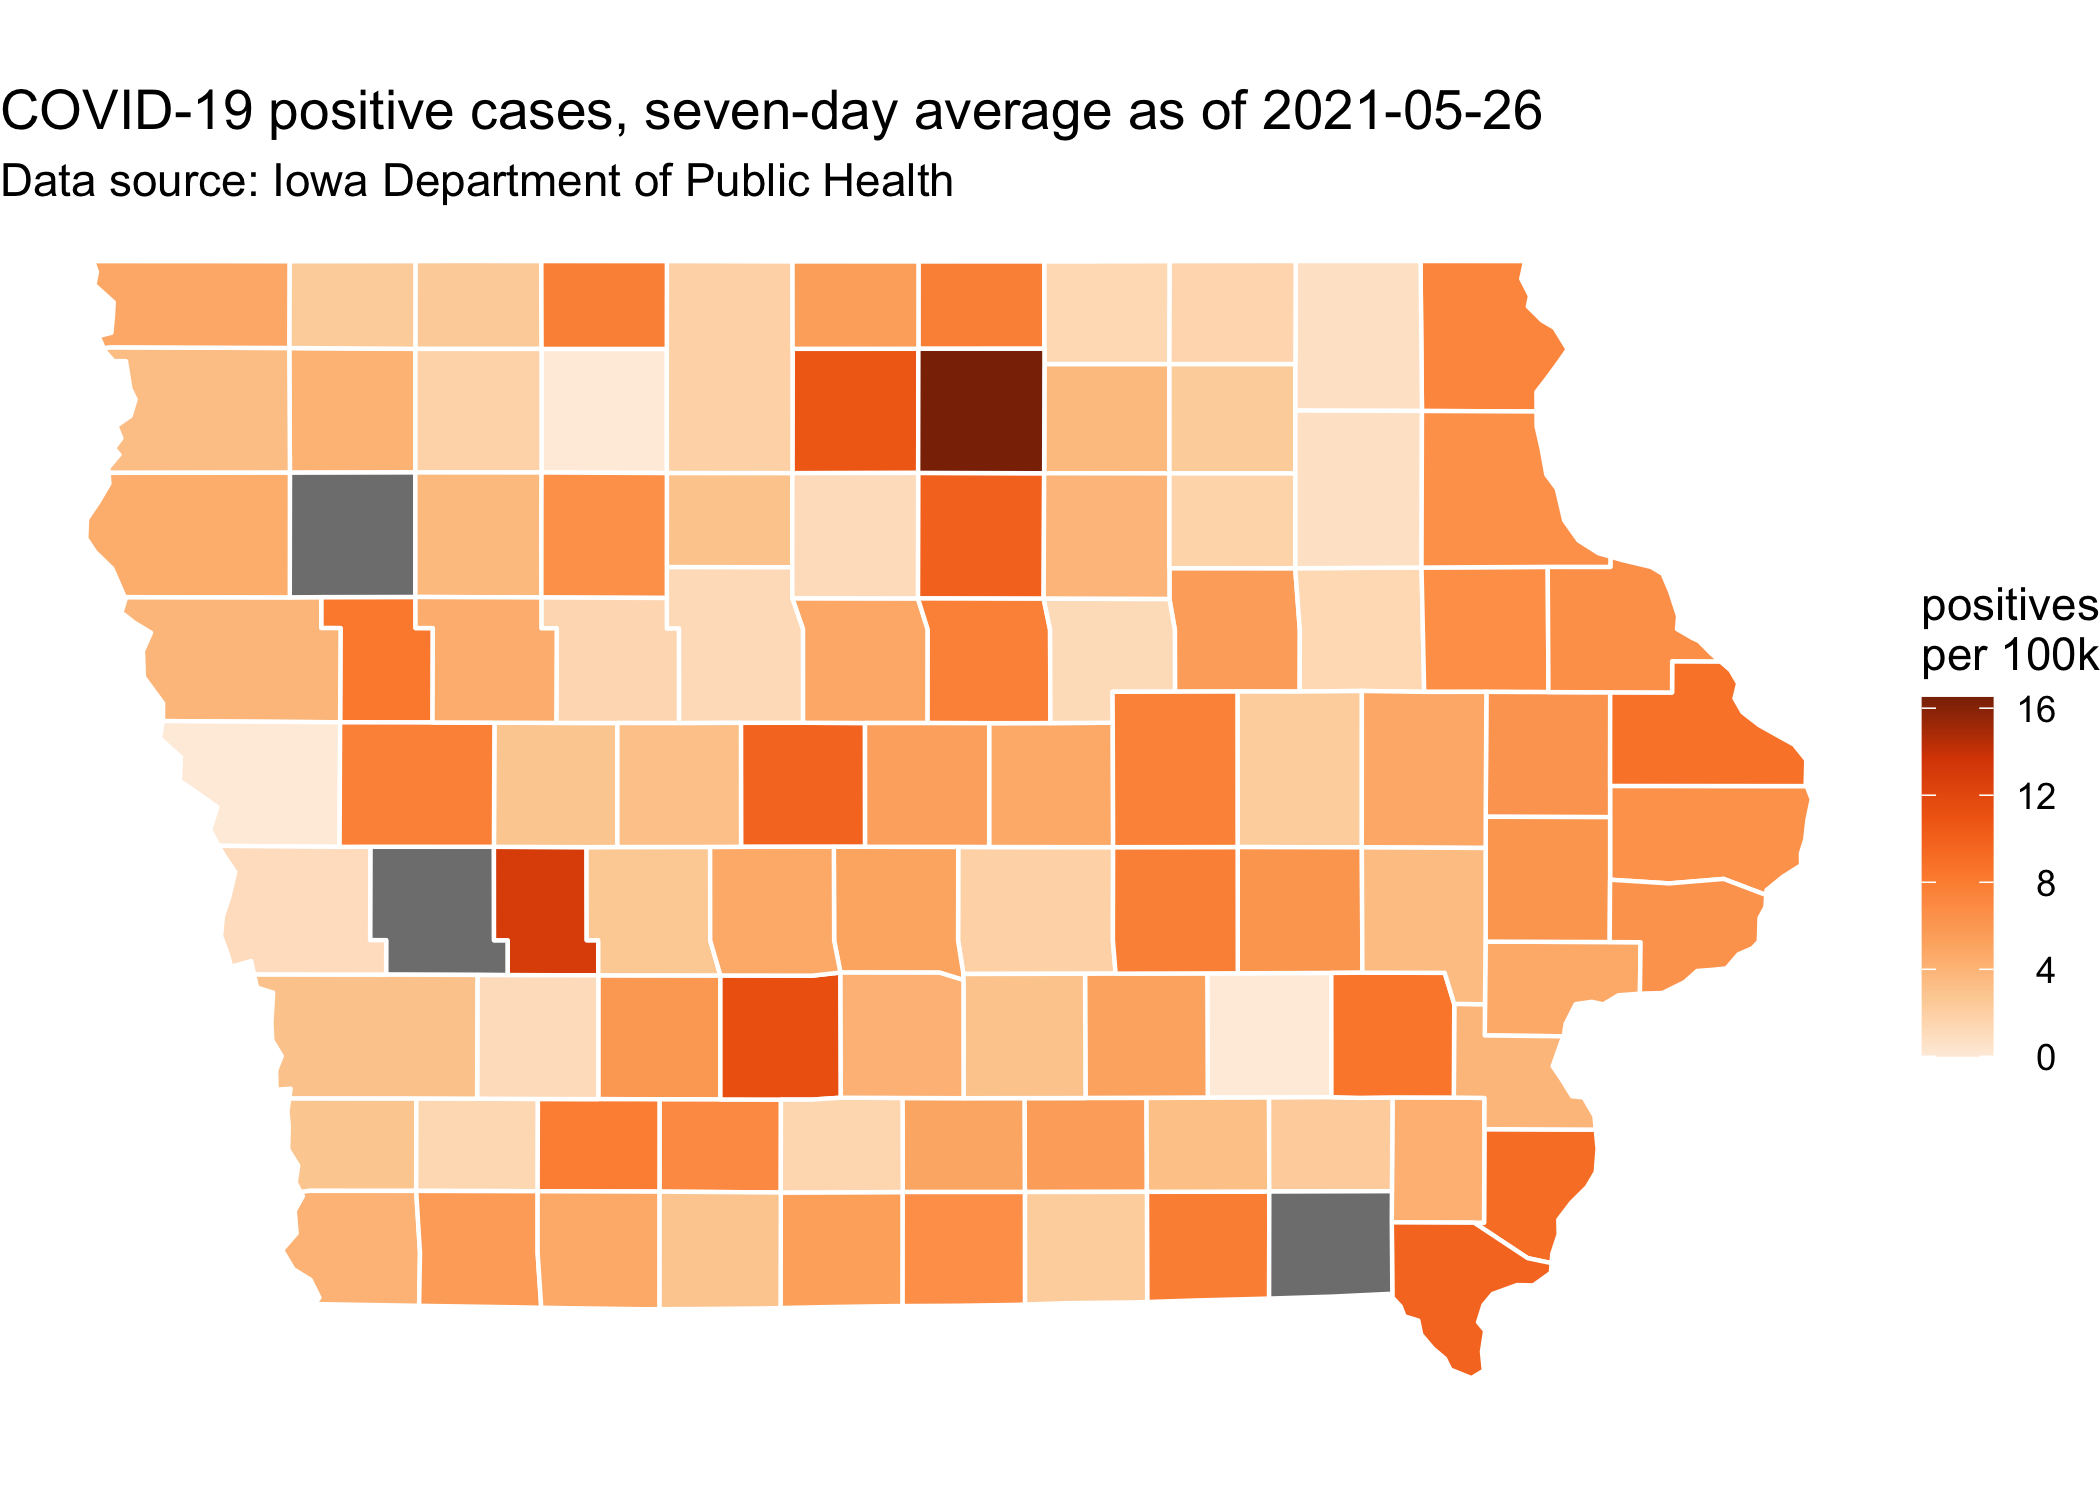 COVID-19 positive cases, seven-day average as of 2021-05-26
Data source: Iowa Department of Public Health
positives
per 100k
16
12
8
4
0